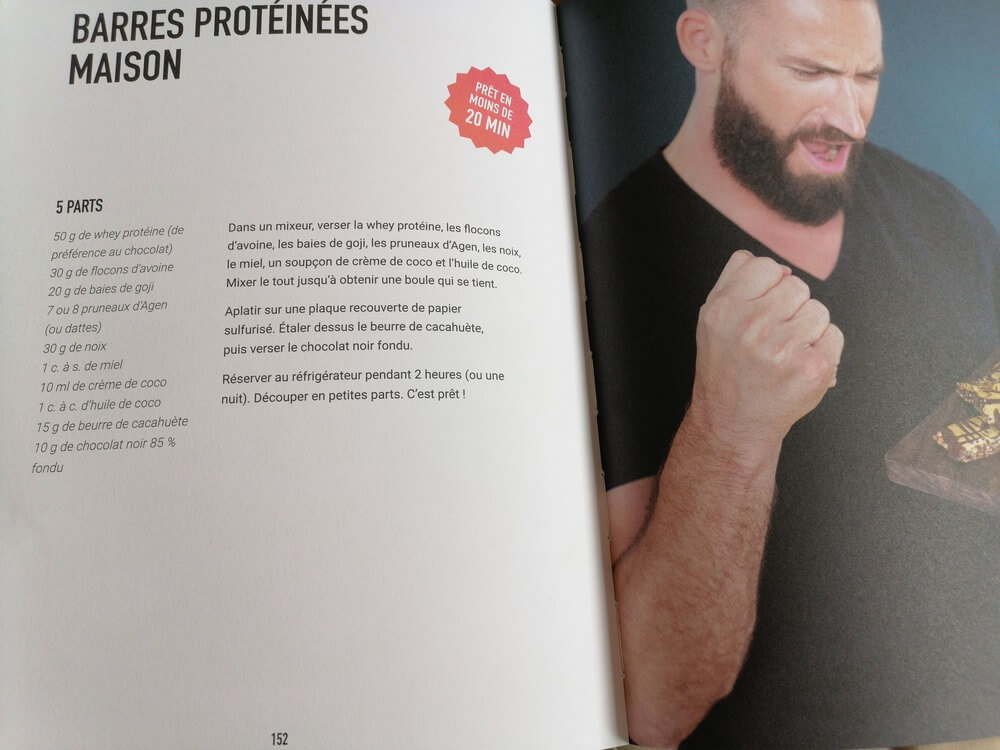 BARRES PROTÉINÉES
MAISON
PRÊT EN
MOINS DE
20 MIN
5 PARTS
50 g de whey protéine (de
préférence au chocolat)
30 g de flocons d’avoine
20 g de baies de goji
7 ou 8 pruneaux d’Agen
(ou dattes)
30 g de noix
1 c. à s. de miel
10 ml de crème de coco
1 c. à c. d’huile de coco
15 g de beurre de cacahuète
10 g de chocolat noir 85 %
fondu
Dans un mixeur, verser la whey protéine, les flocons
d’avoine, les baies de goji, les pruneaux d’Agen, les noix,
le miel, un soupçon de crème de coco et l’huile de coco.
Mixer le tout jusqu’à obtenir une boule qui se tient.
Aplatir sur une plaque recouverte de papier
sulfurisé. Étaler dessus le beurre de cacahuète,
puis verser le chocolat noir fondu.
Réserver au réfrigérateur pendant 2 heures (ou une
nuit). Découper en petites parts. C’est prêt !
152